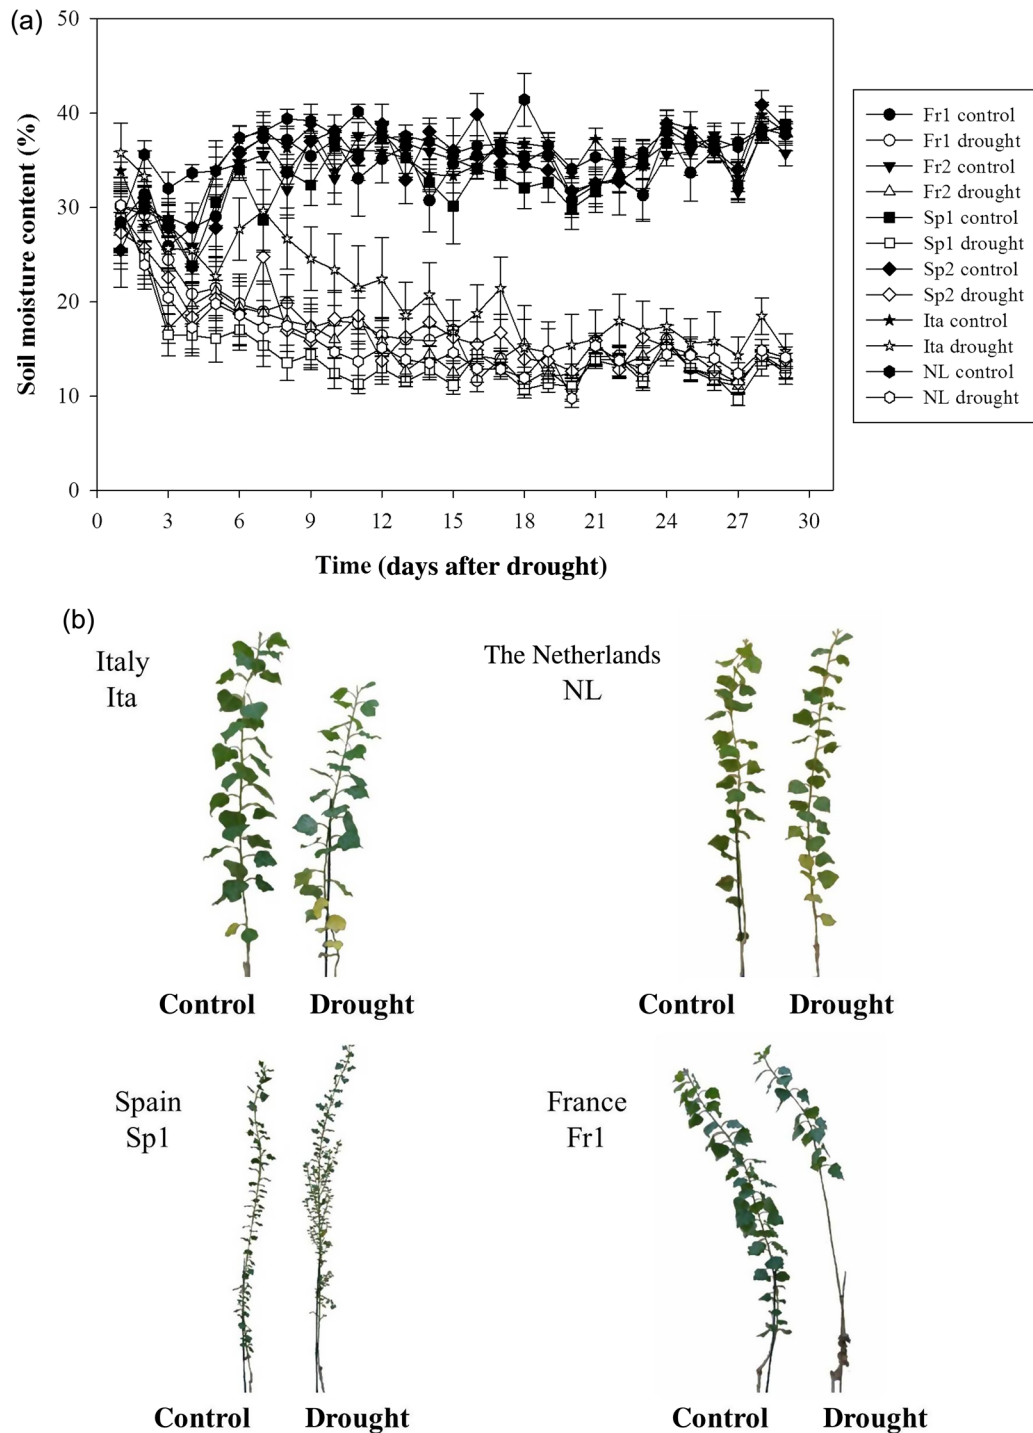 (a)
50
40
30
20
10
0
Soil moisture content (%)
0 3 6 9 12 15 18 21 24 27 30
Time (days after drought)
Fr1 control
Fr1 drought
Fr2 control
Fr2 drought
Sp1 control
Sp1 drought
Sp2 control
Sp2 drought
Ita control
Ita drought
NL control
NL drought
(b)
Italy
Ita
Control Drought
The Netherlands
NL
Control Drought
Spain
Sp1
Control Drought
France
Fr1
Control Drought